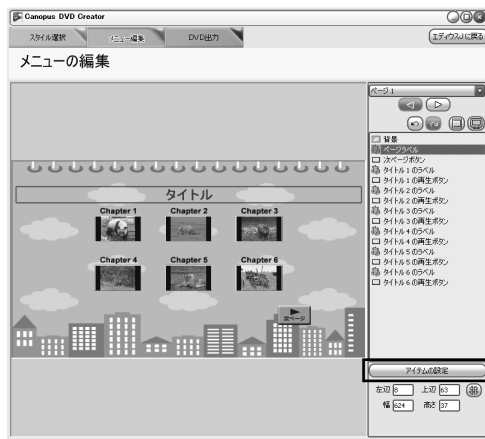 Canopus DVD Creator
スタイル選択
メニュー編集
DVD出力
エディウスJに戻る
メニューの編集
ページ 1
タイトル
Chapter 1
Chapter 2
Chapter 3
Chapter 4
Chapter 5
Chapter 6
次ページ
背景
ページラベル
次ページボタン
タイトル 1 のラベル
タイトル 1 の再生ボタン
タイトル 2 のラベル
タイトル 2 の再生ボタン
タイトル 3 のラベル
タイトル 3 の再生ボタン
タイトル 4 のラベル
タイトル 4 の再生ボタン
タイトル 5 のラベル
タイトル 5 の再生ボタン
タイトル 6 のラベル
タイトル 6 の再生ボタン
アイテムの設定
左辺 8 上辺 63
幅 624 高さ 37